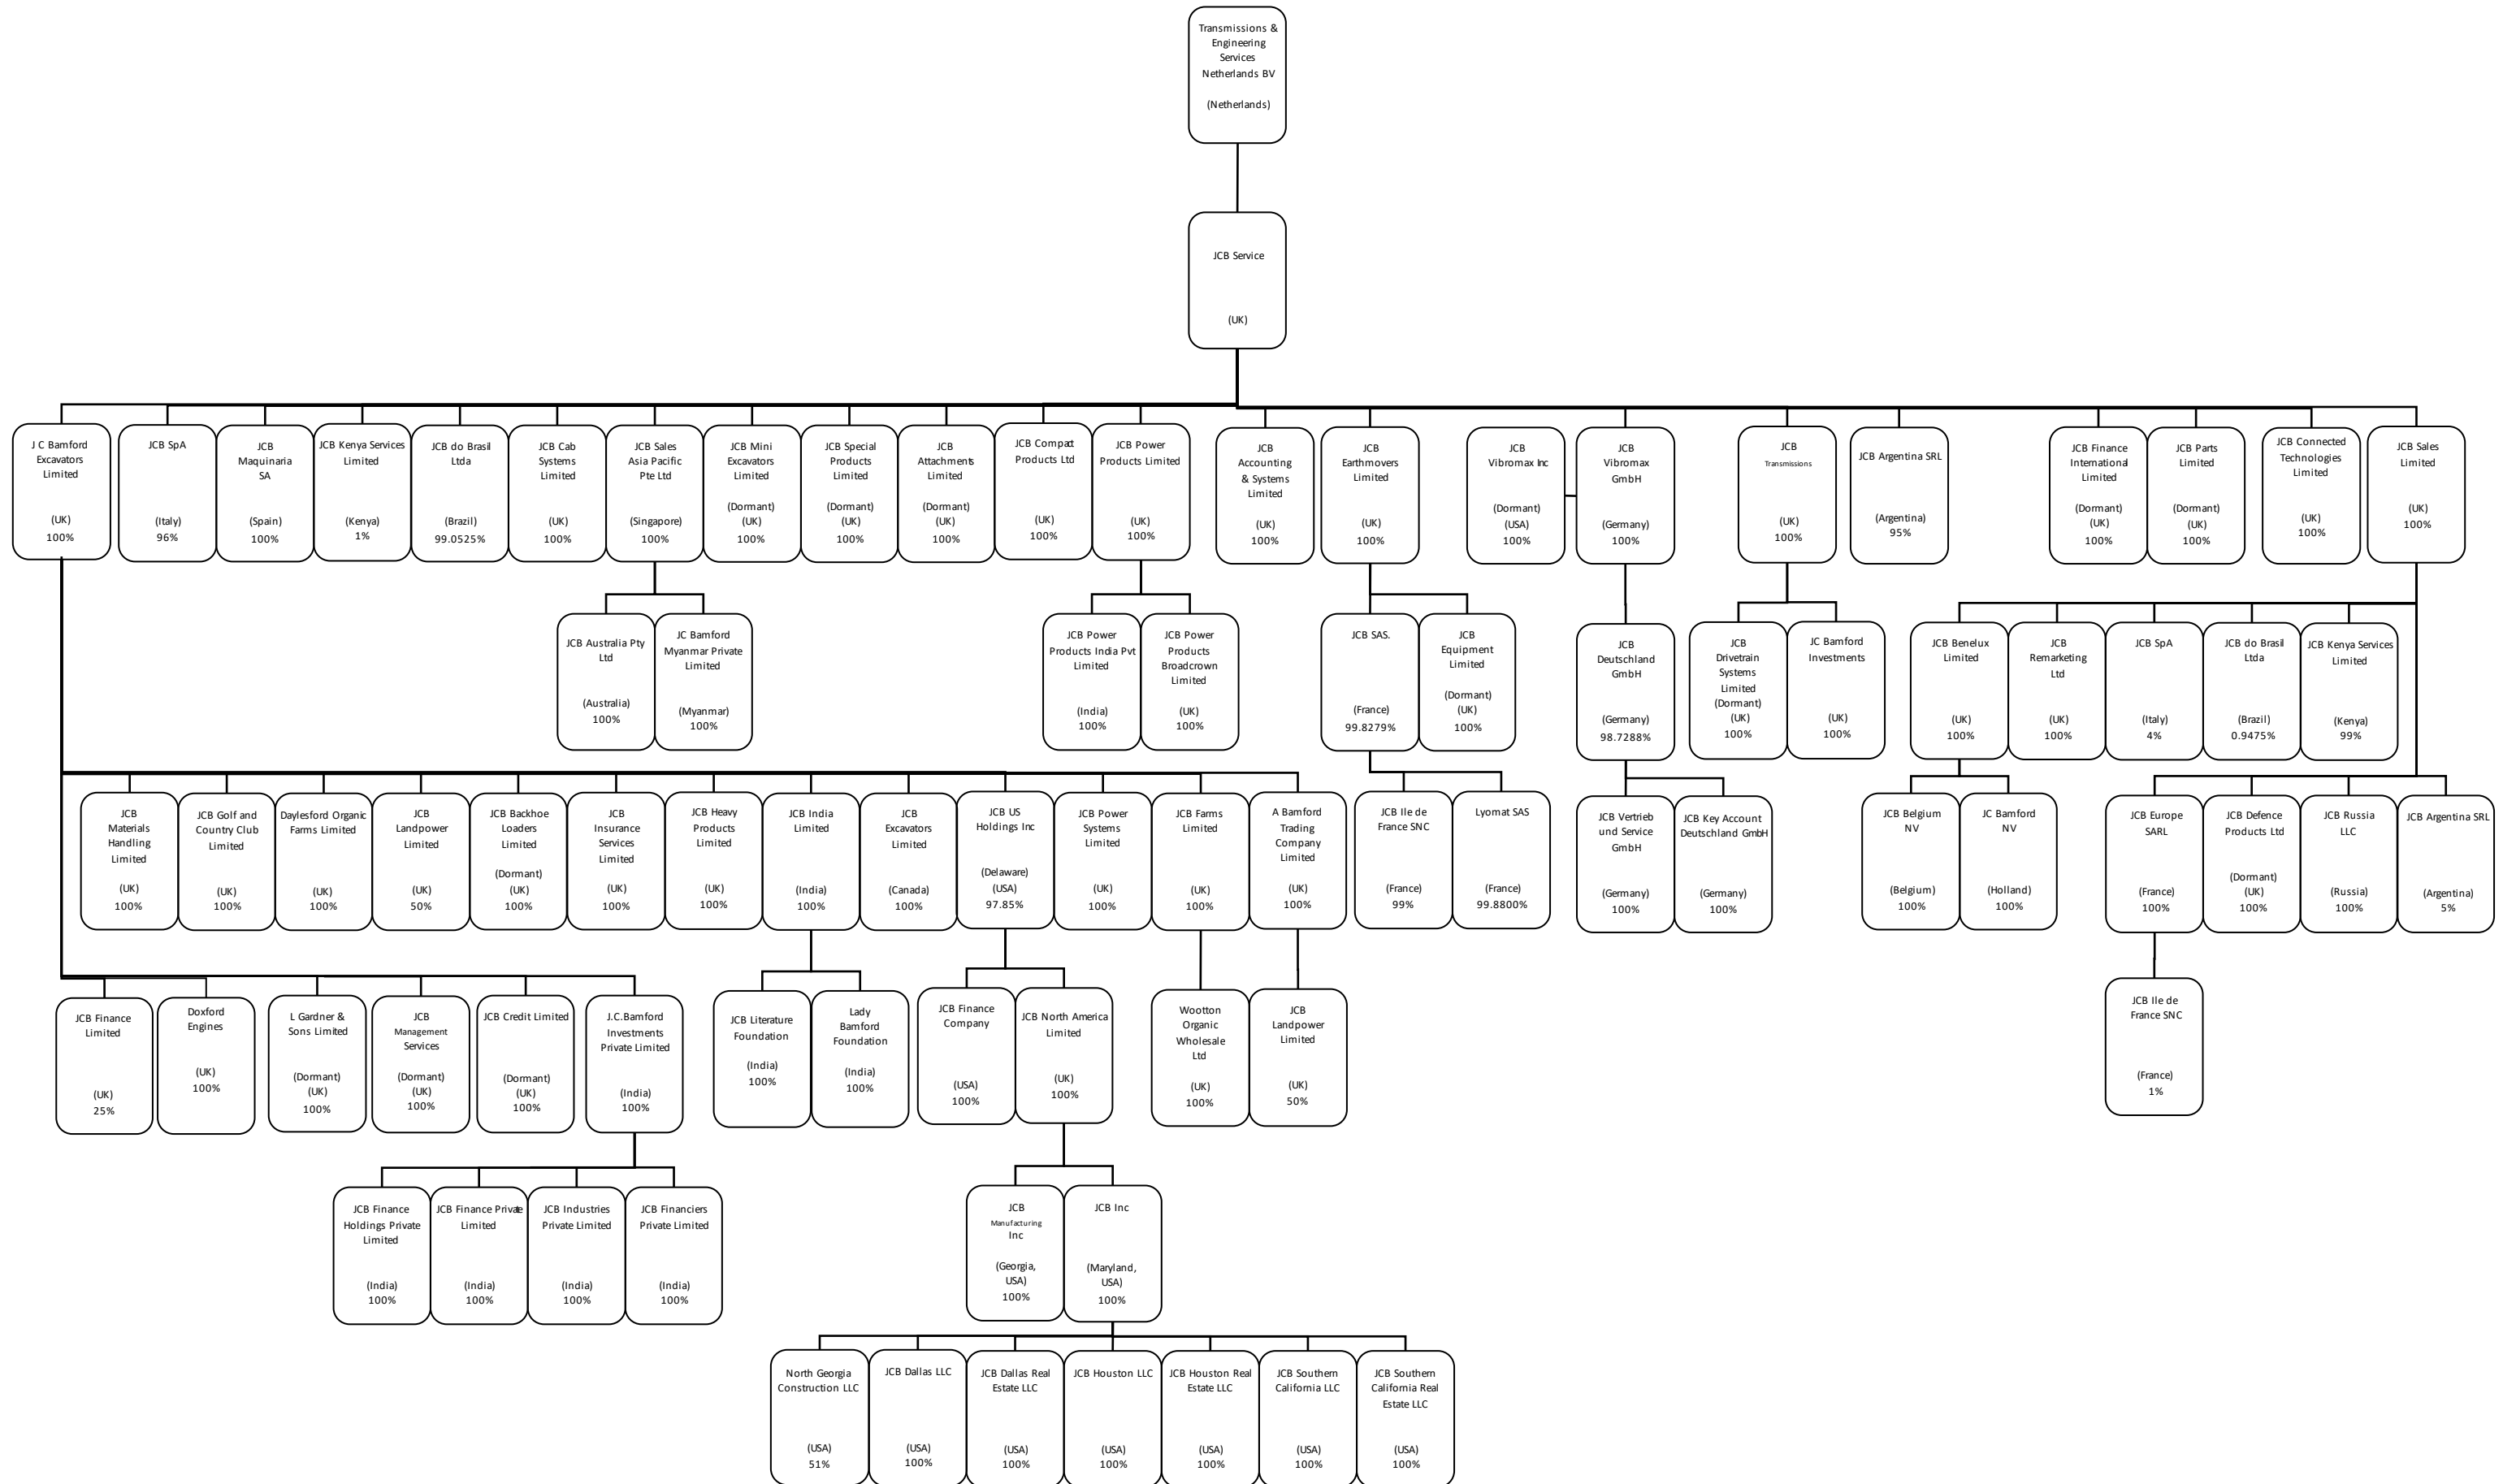 Transmissions &
Engineering
Services
Netherlands BV
(Netherlands)
JCB Service
(UK)
J C Bamford
Excavators
Limited
(UK)
100%
JCB SpA
(Italy)
96%
JCB
Maquinaria
SA
(Spain)
100%
JCB Kenya Services
Limited
(Kenya)
1%
JCB do Brasil
Ltda
(Brazil)
99.0525%
JCB Cab
Systems
Limited
(UK)
100%
JCB Sales
Asia Pacific
Pte Ltd
(Singapore)
100%
JCB Mini
Excavators
Limited
(Dormant)
(UK)
100%
JCB Special
Products
Limited
(Dormant)
(UK)
100%
JCB
Attachments
Limited
(Dormant)
(UK)
100%
JCB Compact
Products Ltd
(UK)
100%
JCB Power
Products Limited
(UK)
100%
JCB
Accounting
& Systems
Limited
(UK)
100%
JCB
Earthmovers
Limited
(UK)
100%
JCB
Vibromax Inc
(Dormant)
(USA)
100%
JCB
Vibromax
GmbH
(Germany)
100%
JCB
Transmissions
(UK)
100%
JCB Argentina SRL
(Argentina)
95%
JCB Finance
International
Limited
(Dormant)
(UK)
100%
JCB Parts
Limited
(Dormant)
(UK)
100%
JCB Connected
Technologies
Limited
(UK)
100%
JCB Sales
Limited
(UK)
100%
JCB Australia Pty
Ltd
(Australia)
100%
JC Bamford
Myanmar Private
Limited
(Myanmar)
100%
JCB Power
Products India Pvt
Limited
(India)
100%
JCB Power
Products
Broadcrown
Limited
(UK)
100%
JCB SAS.
(France)
99.8279%
JCB
Equipment
Limited
(Dormant)
(UK)
100%
JCB
Deutschland
GmbH
(Germany)
98.7288%
JCB
Drivetrain
Systems
Limited
(Dormant)
(UK)
100%
JC Bamford
Investments
(UK)
100%
JCB Benelux
Limited
(UK)
100%
JCB
Remarketing
Ltd
(UK)
100%
JCB SpA
(Italy)
4%
JCB do Brasil
Ltda
(Brazil)
0.9475%
JCB Kenya Services
Limited
(Kenya)
99%
JCB
Materials
Handling
Limited
(UK)
100%
JCB Golf and
Country Club
Limited
(UK)
100%
Daylesford Organic
Farms Limited
(UK)
100%
JCB
Landpower
Limited
(UK)
50%
JCB Backhoe
Loaders
Limited
(Dormant)
(UK)
100%
JCB
Insurance
Services
Limited
(UK)
100%
JCB Heavy
Products
Limited
(UK)
100%
JCB India
Limited
(India)
100%
JCB
Excavators
Limited
(Canada)
100%
JCB US
Holdings Inc
(Delaware)
(USA)
97.85%
JCB Power
Systems
Limited
(UK)
100%
JCB Farms
Limited
(UK)
100%
A Bamford
Trading
Company
Limited
(UK)
100%
JCB Ile de
France SNC
(France)
99%
Lyomat SAS
(France)
99.8800%
JCB Vertrieb
und Service
GmbH
(Germany)
100%
JCB Key Account
Deutschland GmbH
(Germany)
100%
JCB Belgium
NV
(Belgium)
100%
JC Bamford
NV
(Holland)
100%
JCB Europe
SARL
(France)
100%
JCB Defence
Products Ltd
(Dormant)
(UK)
100%
JCB Russia
LLC
(Russia)
100%
JCB Argentina SRL
(Argentina)
5%
JCB Finance
Limited
(UK)
25%
Doxford
Engines
(UK)
100%
L Gardner &
Sons Limited
(Dormant)
(UK)
100%
JCB
Management
Services
(Dormant)
(UK)
100%
JCB Credit Limited
(Dormant)
(UK)
100%
J.C.Bamford
Investments
Private Limited
(India)
100%
JCB Literature
Foundation
(India)
100%
Lady
Bamford
Foundation
(India)
100%
JCB Finance
Company
(USA)
100%
JCB North America
Limited
(UK)
100%
Wootton
Organic
Wholesale
Ltd
(UK)
100%
JCB
Landpower
Limited
(UK)
50%
JCB Ile de
France SNC
(France)
1%
JCB Finance
Holdings Private
Limited
(India)
100%
JCB Finance Private
Limited
(India)
100%
JCB Industries
Private Limited
(India)
100%
JCB Financiers
Private Limited
(India)
100%
JCB
Manufacturing
Inc
(Georgia,
USA)
100%
JCB Inc
(Maryland,
USA)
100%
North Georgia
Construction LLC
(USA)
51%
JCB Dallas LLC
(USA)
100%
JCB Dallas Real
Estate LLC
(USA)
100%
JCB Houston LLC
(USA)
100%
JCB Houston Real
Estate LLC
(USA)
100%
JCB Southern
California LLC
(USA)
100%
JCB Southern
California Real
Estate LLC
(USA)
100%